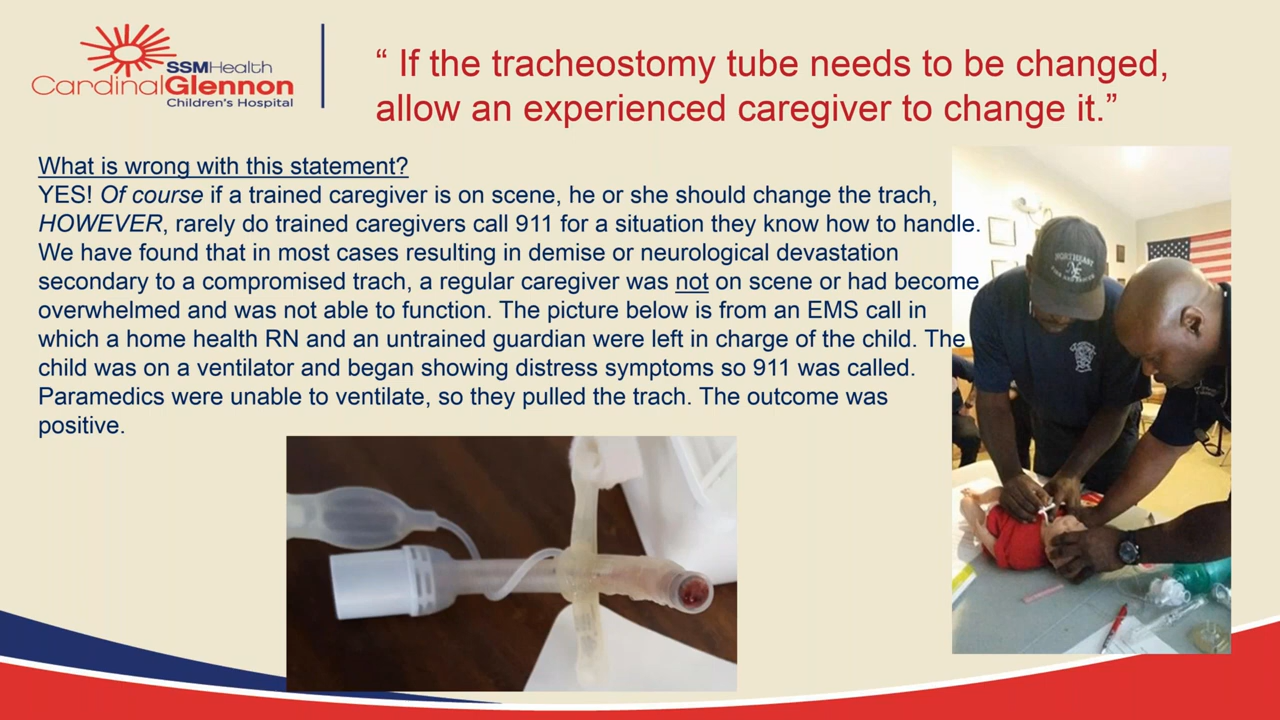 SSMHealth
CardinalGlennon
Children's Hospital
“ If the tracheostomy tube needs to be changed,
allow an experienced caregiver to change it.”
What is wrong with this statement?
YES! Of course if a trained caregiver is on scene, he or she should change the trach,
HOWEVER, rarely do trained caregivers call 911 for a situation they know how to handle.
We have found that in most cases resulting in demise or neurological devastation
secondary to a compromised trach, a regular caregiver was not on scene or had become
overwhelmed and was not able to function. The picture below is from an EMS call in
which a home health RN and an untrained guardian were left in charge of the child. The
child was on a ventilator and began showing distress symptoms so 911 was called.
Paramedics were unable to ventilate, so they pulled the trach. The outcome was
positive.
NORTHEAST